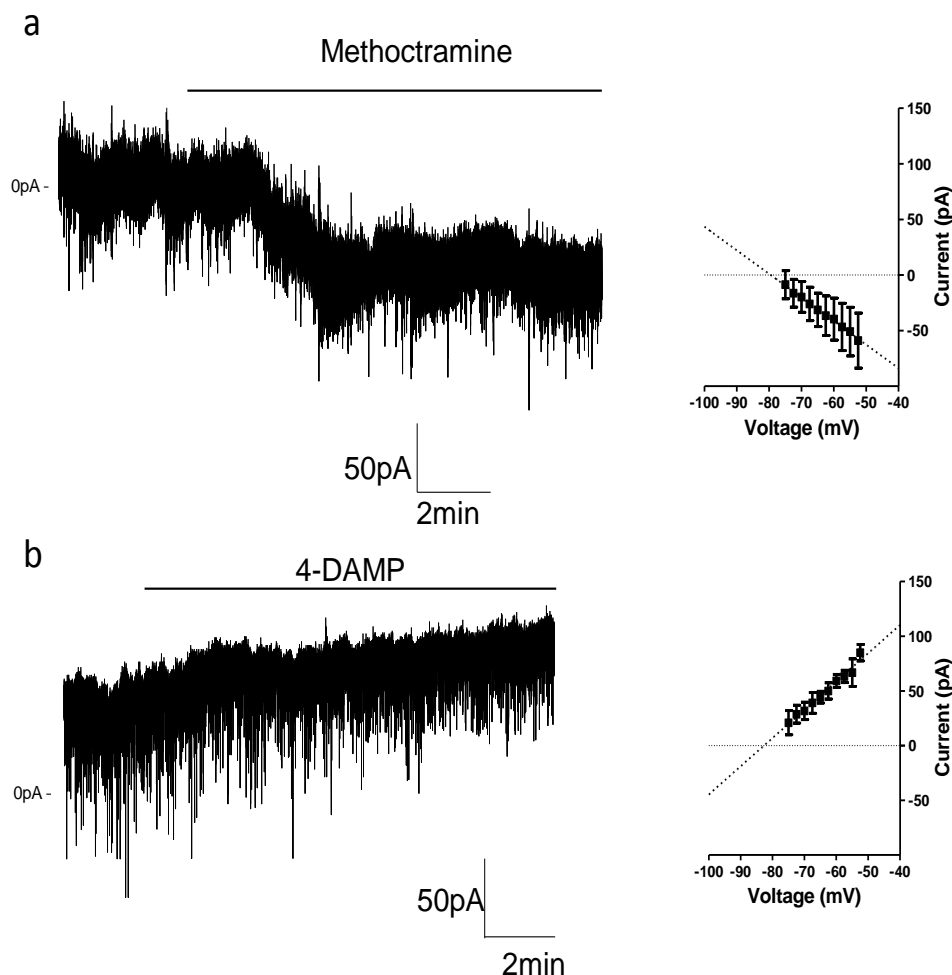 a
Methoctramine
0pA -
50pA
2min
150
100
50
0
-50
Current (pA)
-100 -90 -80 -70 -60 -50 -40
Voltage (mV)
b
4-DAMP
0pA -
50pA
2min
150
100
50
0
-50
Current (pA)
-100 -90 -80 -70 -60 -50 -40
Voltage (mV)